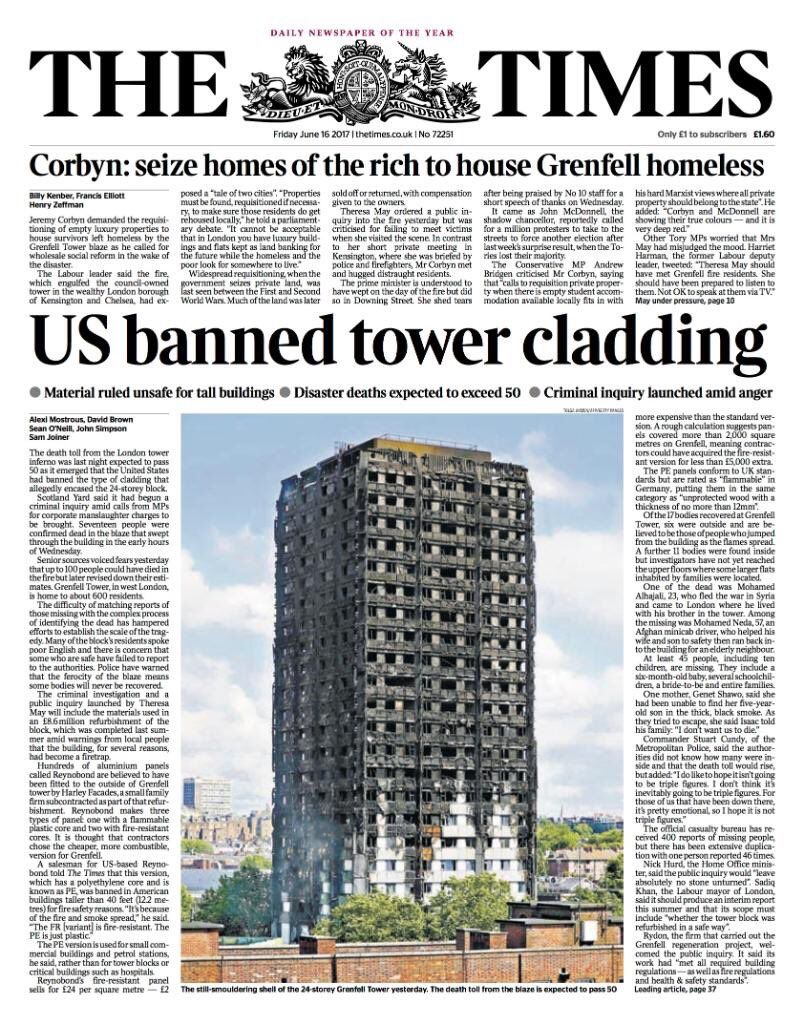 DAILY NEWSPAPER OF THE YEAR
THE TIMES
DIEU ET MON DROIT
Friday June 16 2017 | thetimes.co.uk | No 72251
Only £1 to subscribers £1.60
Corbyn: seize homes of the rich to house Grenfell homeless
Billy Kenber, Francis Elliott
Henry Zeffman
Jeremy Corbyn demanded the requisi-
tioning of empty luxury properties to
house survivors left homeless by the
Grenfell Tower blaze as he called for
wholesale social reform in the wake of
the disaster.
The Labour leader said the fire,
which engulfed the council-owned
tower in the wealthy London borough
of Kensington and Chelsea, had ex-
posed a “tale of two cities”. “Properties
must be found, requisitioned if necessa-
ry, to make sure those residents do get
rehoused locally,” he told a parliament-
ary debate. “It cannot be acceptable
that in London you have luxury build-
ings and flats kept as land banking for
the future while the homeless and the
poor look for somewhere to live.”
Widespread requisitioning, when the
government seizes private land, was
last seen between the First and Second
World Wars. Much of the land was later
sold off or returned, with compensation
given to the owners.
Theresa May ordered a public in-
quiry into the fire yesterday but was
criticised for failing to meet victims
when she visited the scene. In contrast
to her short private meeting in
Kensington, where she was briefed by
police and firefighters, Mr Corbyn met
and hugged distraught residents.
The prime minister is understood to
have wept on the day of the fire but did
so in Downing Street. She shed tears
after being praised by No 10 staff for a
short speech of thanks on Wednesday.
It came as John McDonnell, the
shadow chancellor, reportedly called
for a million protesters to take to the
streets to force another election after
last week’s surprise result, when the To-
ries lost their majority.
The Conservative MP Andrew
Bridgen criticised Mr Corbyn, saying
that “calls to requisition private proper-
ty when there is empty student accom-
modation available locally fits in with
his hard Marxist views where all private
property should belong to the state”. He
added: “Corbyn and McDonnell are
showing their true colours — and it is
very deep red.”
Other Tory MPs worried that Mrs
May had misjudged the mood. Harriet
Harman, the former Labour deputy
leader, tweeted: “Theresa May should
have met Grenfell fire residents. She
should have been prepared to listen to
them. Not OK to speak at them via TV.”
May under pressure, page 10
US banned tower cladding
● Material ruled unsafe for tall buildings ● Disaster deaths expected to exceed 50 ● Criminal inquiry launched amid anger
Alexi Mostrous, David Brown
Sean O’Neill, John Simpson
Sam Joiner
The death toll from the London tower
inferno was last night expected to pass
50 as it emerged that the United States
had banned the type of cladding that
allegedly encased the 24-storey block.
Scotland Yard said it had begun a
criminal inquiry amid calls from MPs
for corporate manslaughter charges to
be brought. Seventeen people were
confirmed dead in the blaze that swept
through the building in the early hours
of Wednesday.
Senior sources voiced fears yesterday
that up to 100 people could have died in
the fire but later revised down their esti-
mates. Grenfell Tower, in west London,
is home to about 600 residents.
The difficulty of matching reports of
those missing with the complex process
of identifying the dead has hampered
efforts to establish the scale of the trag-
edy. Many of the block’s residents spoke
poor English and there is concern that
some who are safe have failed to report
to the authorities. Police have warned
that the ferocity of the blaze means
some bodies will never be recovered.
The criminal investigation and a
public inquiry launched by Theresa
May will include the materials used in
an £8.6 million refurbishment of the
block, which was completed last sum-
mer amid warnings from local people
that the building, for several reasons,
had become a firetrap.
Hundreds of aluminium panels
called Reynobond are believed to have
been fitted to the outside of Grenfell
tower by Harley Facades, a small family
firm subcontracted as part of that refur-
bishment. Reynobond makes three
types of panel: one with a flammable
plastic core and two with fire-resistant
cores. It is thought that contractors
chose the cheaper, more combustible,
version for Grenfell.
A salesman for US-based Reyno-
bond told The Times that this version,
which has a polyethylene core and is
known as PE, was banned in American
buildings taller than 40 feet (12.2 me-
tres) for fire safety reasons. “It’s because
of the fire and smoke spread,” he said.
“The FR [variant] is fire-resistant. The
PE is just plastic.”
The PE version is used for small com-
mercial buildings and petrol stations,
he said, rather than for tower blocks or
critical buildings such as hospitals.
Reynobond’s fire-resistant panel
sells for £24 per square metre — £2
more expensive than the standard ver-
sion. A rough calculation suggests pan-
els covered more than 2,000 square
metres on Grenfell, meaning contrac-
tors could have acquired the fire-resist-
ant version for less than £5,000 extra.
The PE panels conform to UK stan-
dards but are rated as “flammable” in
Germany, putting them in the same
category as “unprotected wood with a
thickness of no more than 12mm”.
Of the 17 bodies recovered at Grenfell
Tower, six were outside and are be-
lieved to be those of people who jumped
from the building as the flames spread.
A further 11 bodies were found inside
but investigators have not yet reached
the upper floors where some larger flats
inhabited by families were located.
One of the dead was Mohamed
Alhajali, 23, who fled the war in Syria
and came to London where he lived
with his brother in the tower. Among
the missing was Mohamed Neda, 57, an
Afghan minicab driver, who helped his
wife and son to safety then ran back in-
to the building for an elderly neighbour.
At least 45 people, including ten
children, are missing. They include a
six-month-old baby, several schoolchil-
dren, a bride-to-be and entire families.
One mother, Genet Shawo, said she
had been unable to find her five-year-
old son in the thick, black smoke. As
they tried to escape, she said Isaac told
his family: “I don’t want us to die.”
Commander Stuart Cundy, of the
Metropolitan Police, said the author-
ities did not know how many were in-
side and that the death toll would rise,
but added: “I do like to hope it isn’t going
to be triple figures. I don’t think it’s
inevitably going to be triple figures. For
those of us that have been down there,
it’s pretty emotional, so I hope it is not
triple figures.”
The official casualty bureau has re-
ceived 400 reports of missing people,
but there has been extensive duplica-
tion with one person reported 46 times.
Nick Hurd, the Home Office minis-
ter, said the public inquiry would “leave
absolutely no stone unturned”. Sadiq
Khan, the Labour mayor of London,
said it should produce an interim report
this summer and that its scope must
include “whether the tower block was
refurbished in a safe way”.
Rydon, the firm that carried out the
Grenfell regeneration project, wel-
comed the public inquiry. It said its
work had “met all required building
regulations — as well as fire regulations
and health & safety standards”.
Leading article, page 37
The still-smouldering shell of the 24-storey Grenfell Tower yesterday. The death toll from the blaze is expected to pass 50